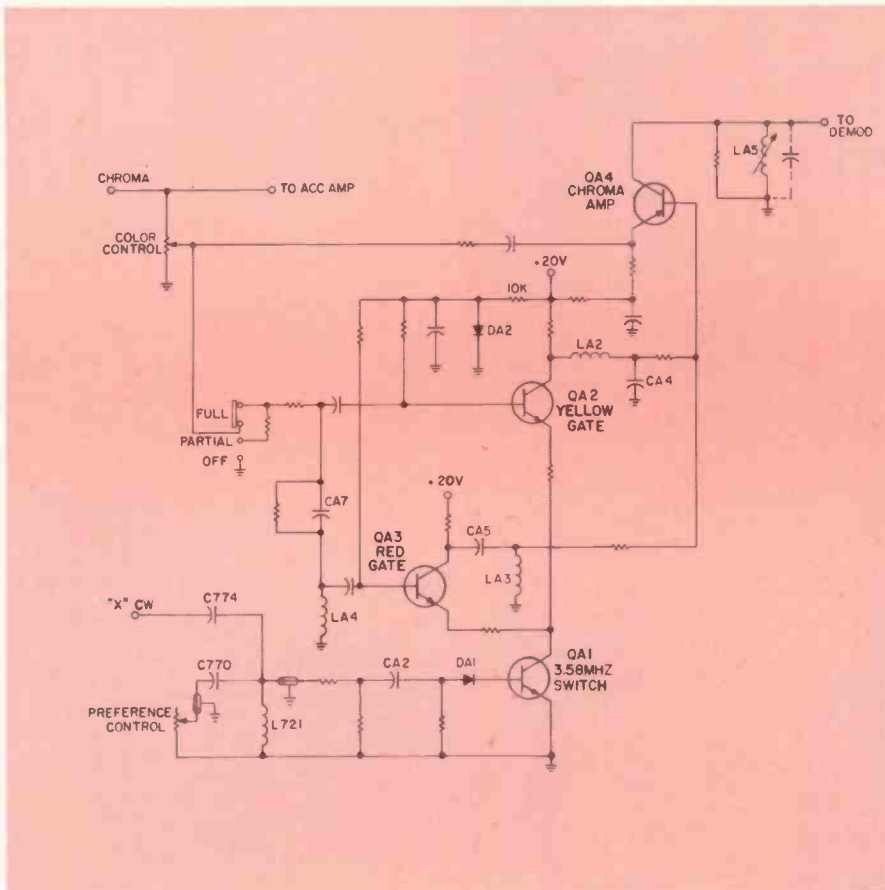 TO DEMOD
LA5
QA4
CHROMA
AMP
CHROMA
TO ACC AMP
COLOR
CONTROL
+20V
10K
DA2
LA2
CA4
QA2
YELLOW
GATE
FULL
PARTIAL
OFF
+20V
CA7
QA3
RED
GATE
CA5
LA3
LA4
"X" CW
C774
C770
CA2
DA1
QA1
3.58MHZ
SWITCH
PREFERENCE
CONTROL
L721